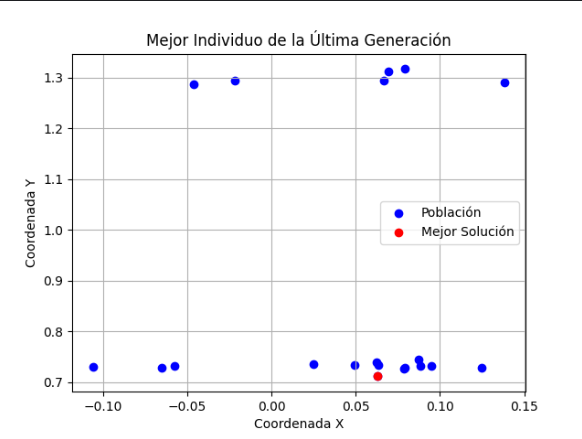 Mejor Individuo de la Última Generación
1.3
1.2
1.1
1.0
0.9
0.8
0.7
Coordenada Y
Población
Mejor Solución
−0.10
−0.05
0.00
0.05
0.10
0.15
Coordenada X